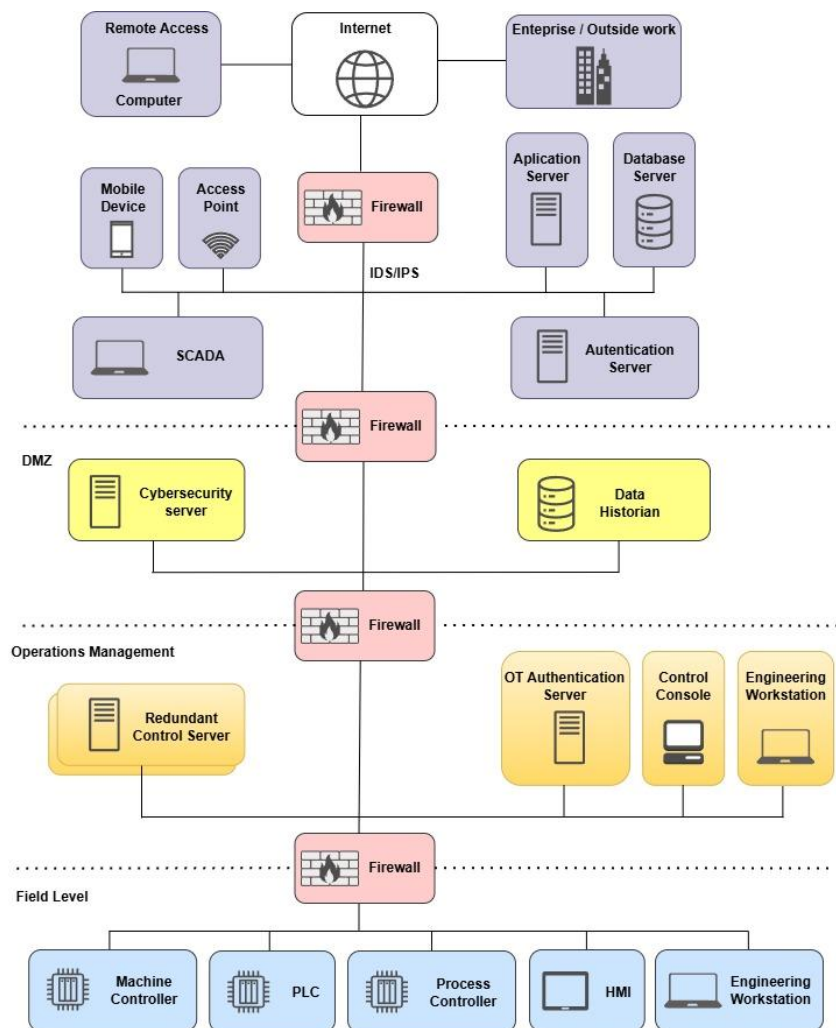 Remote Access
Computer
Internet
Enteprise / Outside work
Mobile
Device
Access
Point
Firewall
Aplication
Server
Database
Server
IDS/IPS
SCADA
Autentication
Server
Firewall
DMZ
Cybersecurity
server
Data
Historian
Firewall
Operations Management
Redundant
Control Server
OT Authentication
Server
Control
Console
Engineering
Workstation
Firewall
Field Level
Machine
Controller
PLC
Process
Controller
HMI
Engineering
Workstation